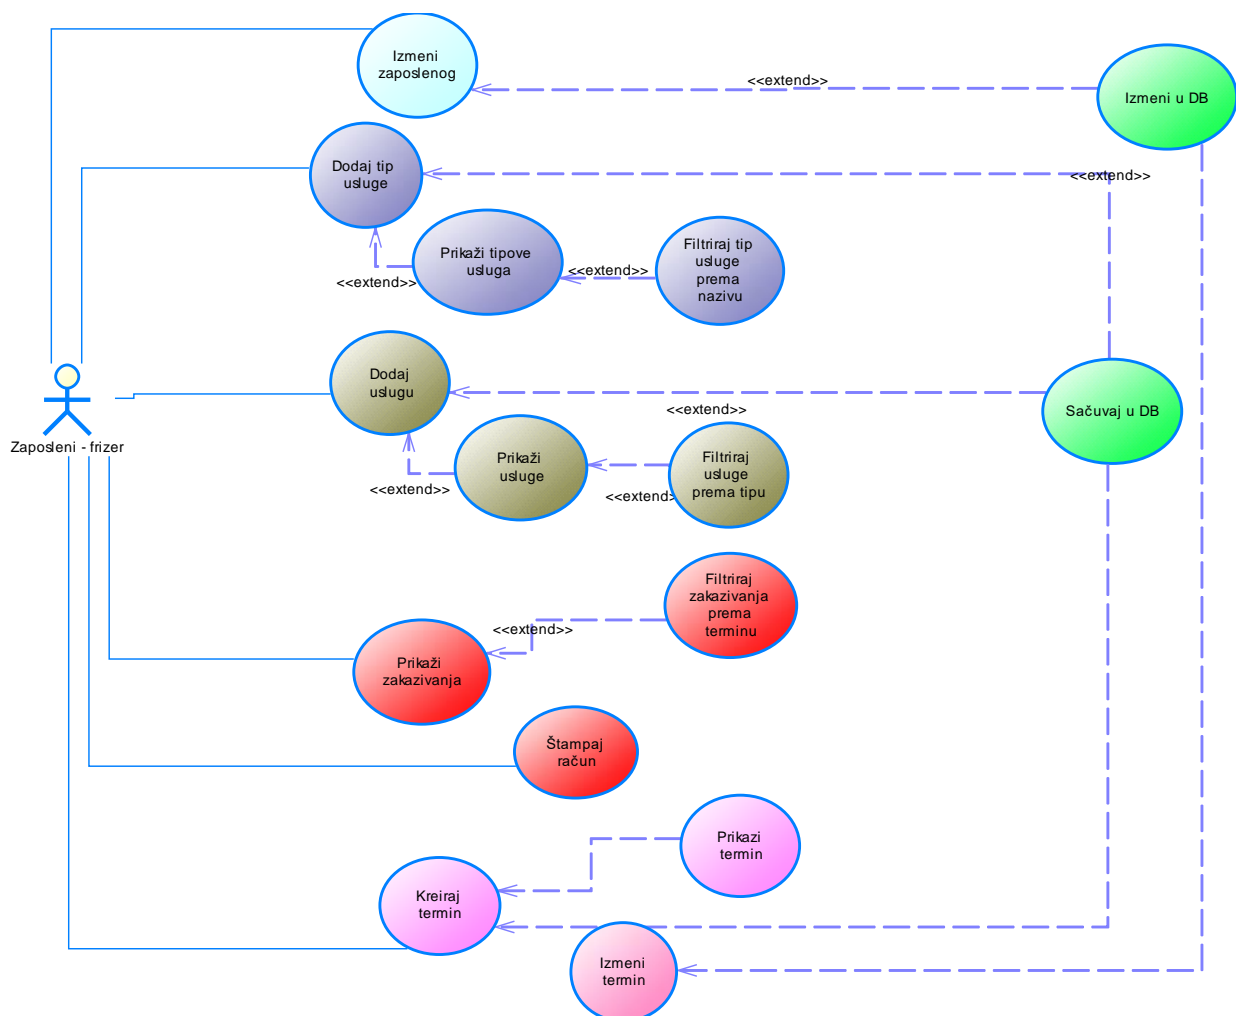 Izmeni
zaposlenog
<<extend>>
Izmeni u DB
Dodaj tip
usluge
<<extend>>
Prikaži tipove
usluga
<<extend>>
<<extend>>
Filtriraj tip
usluge
prema
nazivu
Dodaj
uslugu
<<extend>>
Sačuvaj u DB
Zaposleni - frizer
Prikaži
usluge
<<extend>>
<<extend>
Filtriraj
usluge
prema tipu
Filtriraj
zakazivanja
prema
terminu
<<extend>>
Prikaži
zakazivanja
Štampaj
račun
Prikazi
termin
Kreiraj
termin
Izmeni
termin